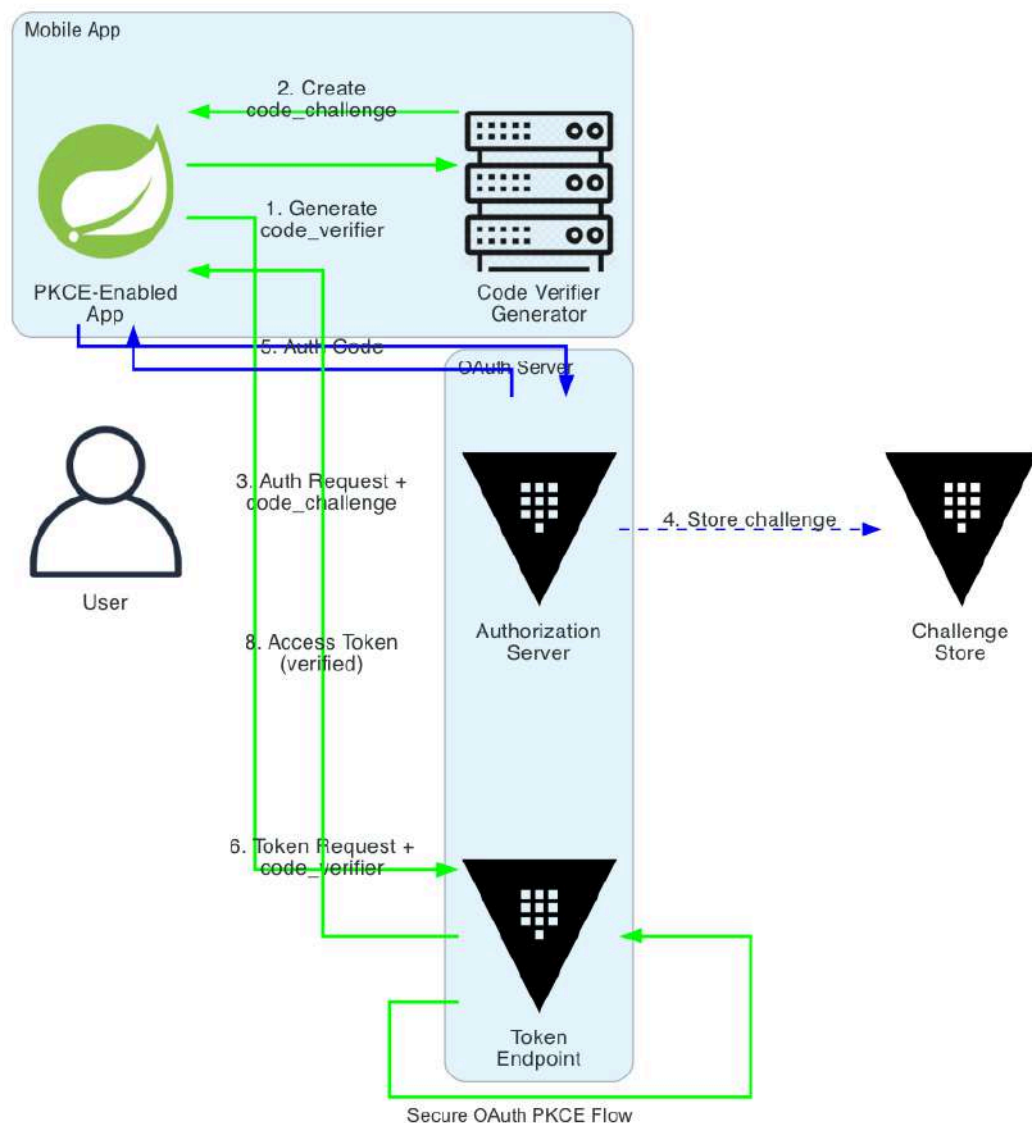 Mobile App
2. Create
code_challenge
1. Generate
code_verifier
PKCE-Enabled
App
Code Verifier
Generator
5. Auth Code
OAuth Server
3. Auth Request +
code_challenge
4. Store challenge
User
Authorization
Server
Challenge
Store
8. Access Token
(verified)
6. Token Request +
code_verifier
Token
Endpoint
Secure OAuth PKCE Flow